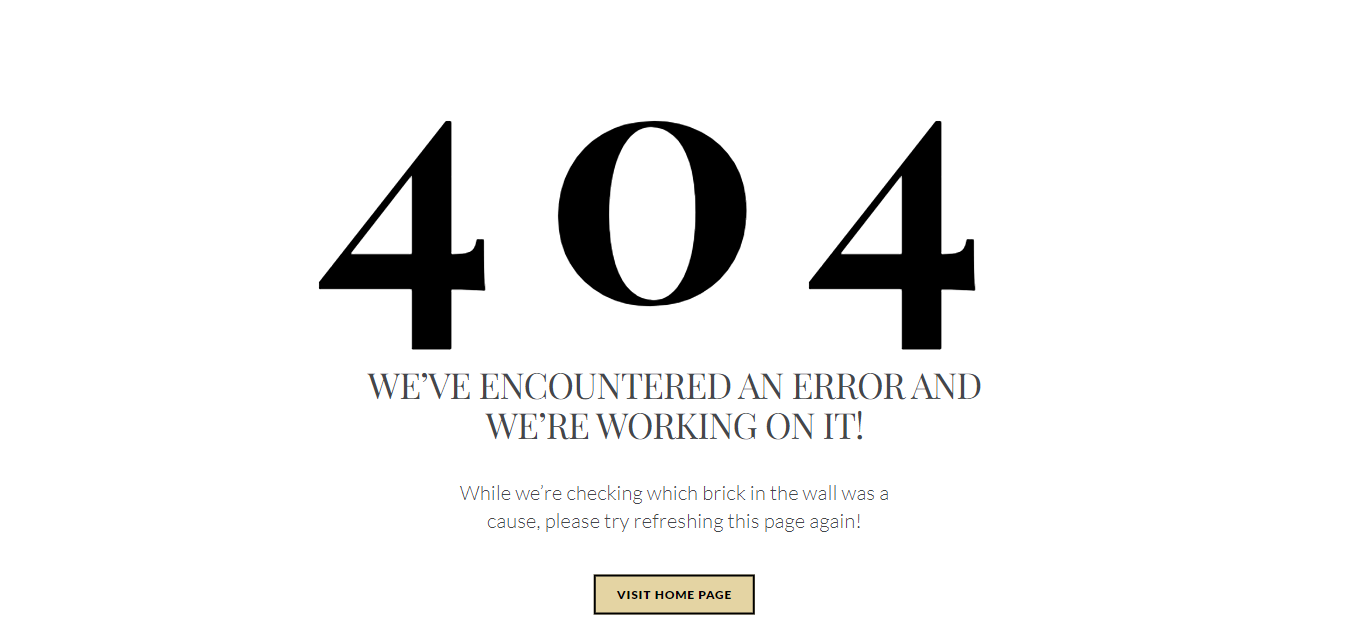 404
WE’VE ENCOUNTERED AN ERROR AND
WE’RE WORKING ON IT!
While we’re checking which brick in the wall was a
cause, please try refreshing this page again!
VISIT HOME PAGE